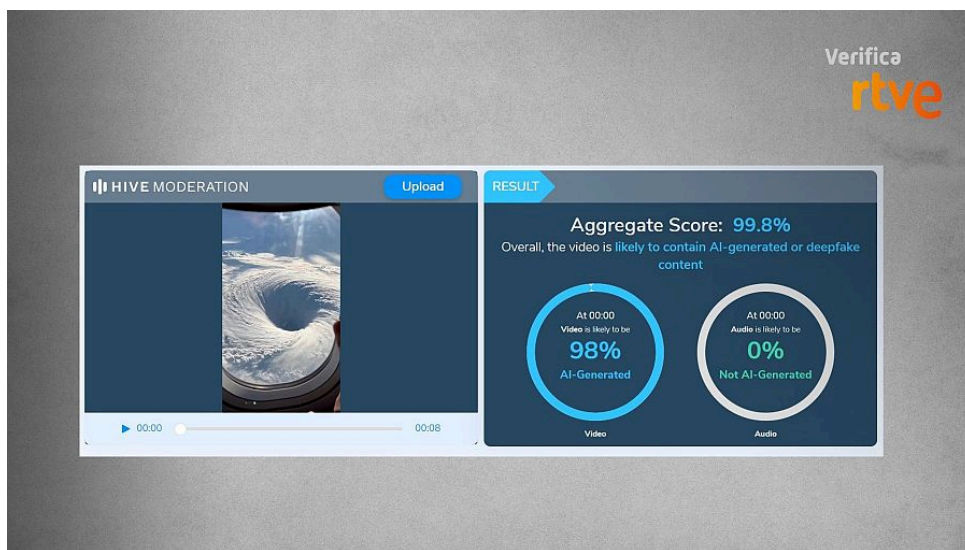 Verifica
rtve
HIVE MODERATION
Upload
00:00
00:08
RESULT
Aggregate Score: 99.8%
Overall, the video is likely to contain AI-generated or deepfake
content
At 00:00
Video is likely to be
98%
AI-Generated
Video
At 00:00
Audio is likely to be
0%
Not AI-Generated
Audio